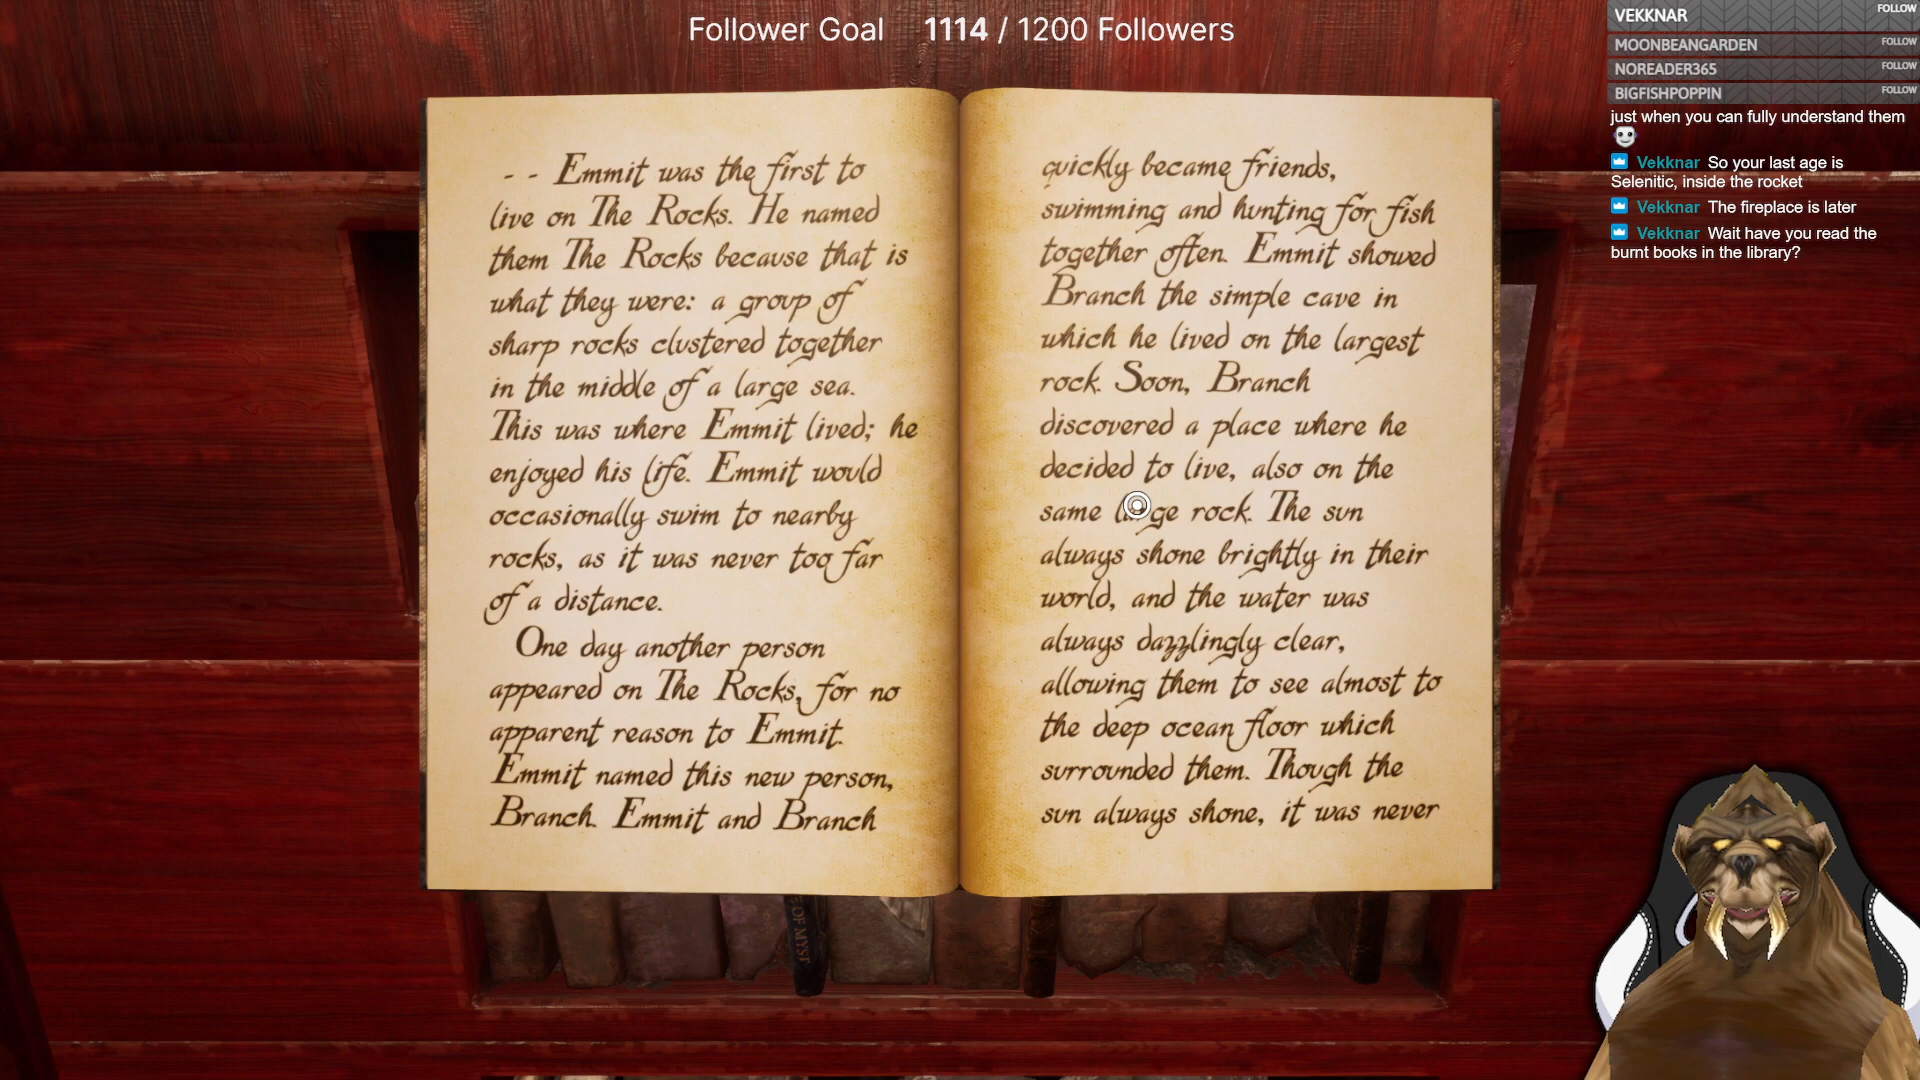 Follower Goal 1114 / 1200 Followers
VEKKNAR FOLLOW
MOONBEANGARDEN FOLLOW
NOREADER365 FOLLOW
BIGFISHPOPPIN FOLLOW
just when you can fully understand them
Vekknar So your last age is
Selenitic, inside the rocket
Vekknar The fireplace is later
Vekknar Wait have you read the
burnt books in the library?
- - Emmit was the first to
live on The Rocks. He named
them The Rocks because that is
what they were: a group of
sharp rocks clustered together
in the middle of a large sea.
This was where Emmit lived; he
enjoyed his life. Emmit would
occasionally swim to nearby
rocks, as it was never too far
of a distance.
One day another person
appeared on The Rocks, for no
apparent reason to Emmit.
Emmit named this new person,
Branch. Emmit and Branch
quickly became friends,
swimming and hunting for fish
together often. Emmit showed
Branch the simple cave in
which he lived on the largest
rock. Soon, Branch
discovered a place where he
decided to live, also on the
same large rock. The sun
always shone brightly in their
world, and the water was
always dazzlingly clear,
allowing them to see almost to
the deep ocean floor which
surrounded them. Though the
sun always shone, it was never
OF MYST